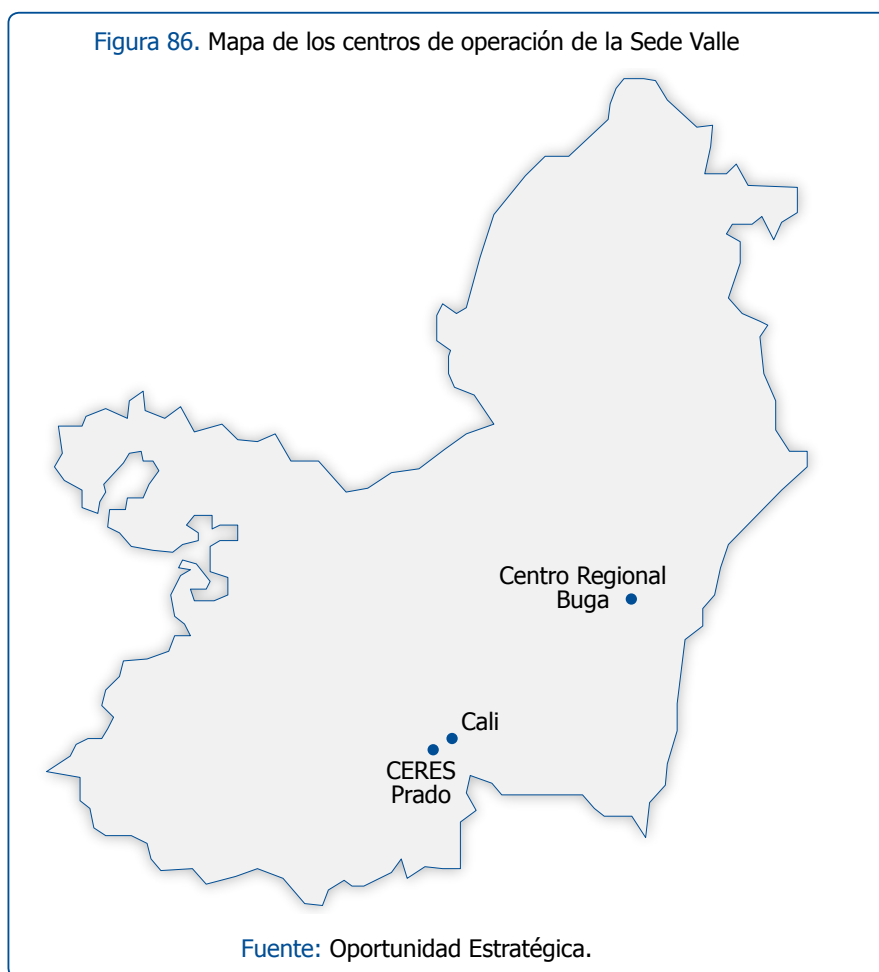 Figura 86. Mapa de los centros de operación de la Sede Valle
Centro Regional
Buga
Cali
CERES
Prado
Fuente: Oportunidad Estratégica.